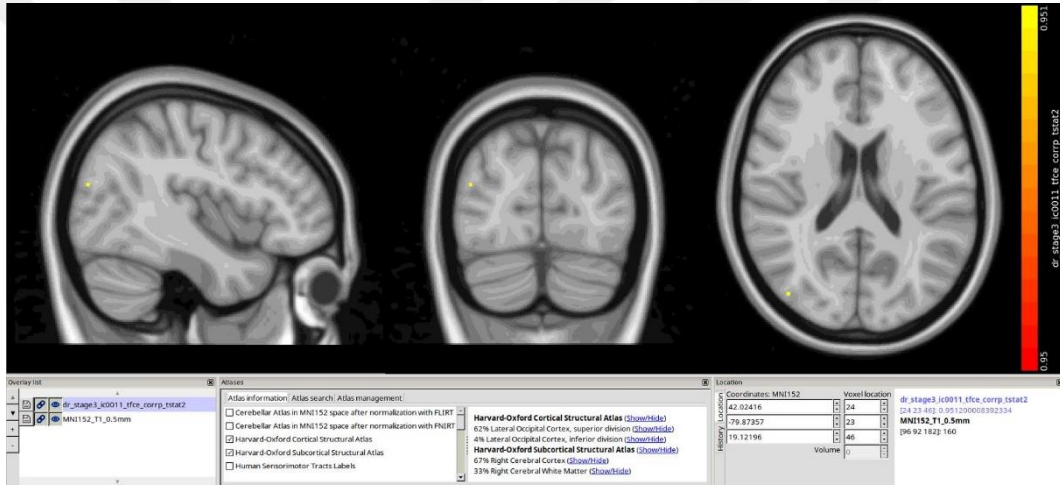 0.951
dr_stage3_ic0011_tfce_corrp_tstat2
0.95
Overlay list
dr_stage3_ic0011_tfce_corrp_tstat2
MNI152_T1_0.5mm
Atlases
Atlas information Atlas search Atlas management
Cerebellar Atlas in MNI152 space after normalization with FLIRT
Cerebellar Atlas in MNI152 space after normalization with FNIRT
Harvard-Oxford Cortical Structural Atlas
Harvard-Oxford Subcortical Structural Atlas
Human Sensorimotor Tracts Labels
Harvard-Oxford Cortical Structural Atlas (Show/Hide)
62% Lateral Occipital Cortex, superior division (Show/Hide)
4% Lateral Occipital Cortex, inferior division (Show/Hide)
Harvard-Oxford Subcortical Structural Atlas (Show/Hide)
67% Right Cerebral Cortex (Show/Hide)
33% Right Cerebral White Matter (Show/Hide)
Location
History Location
Coordinates: MNI152 Voxel location
42.02416 24
-79.87357 23
19.12196 46
Volume 0
dr_stage3_ic0011_tfce_corrp_tstat2
[24 23 46]: 0.951200008392334
MNI152_T1_0.5mm
[96 92 182]: 160